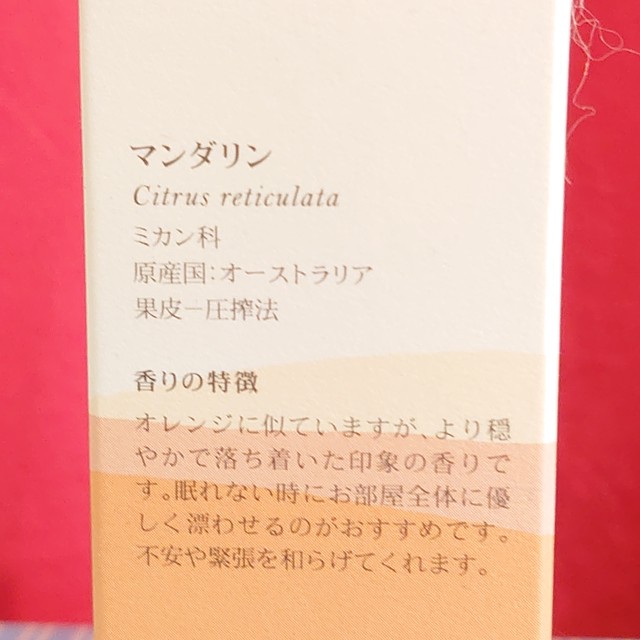 マンダリン
Citrus reticulata
ミカン科
原産国:オーストラリア
果皮ー圧搾法
香りの特徴
オレンジに似ていますが、より穏
やかで落ち着いた印象の香りで
す。眠れない時にお部屋全体に優
しく漂わせるのがおすすめです。
不安や緊張を和らげてくれます。